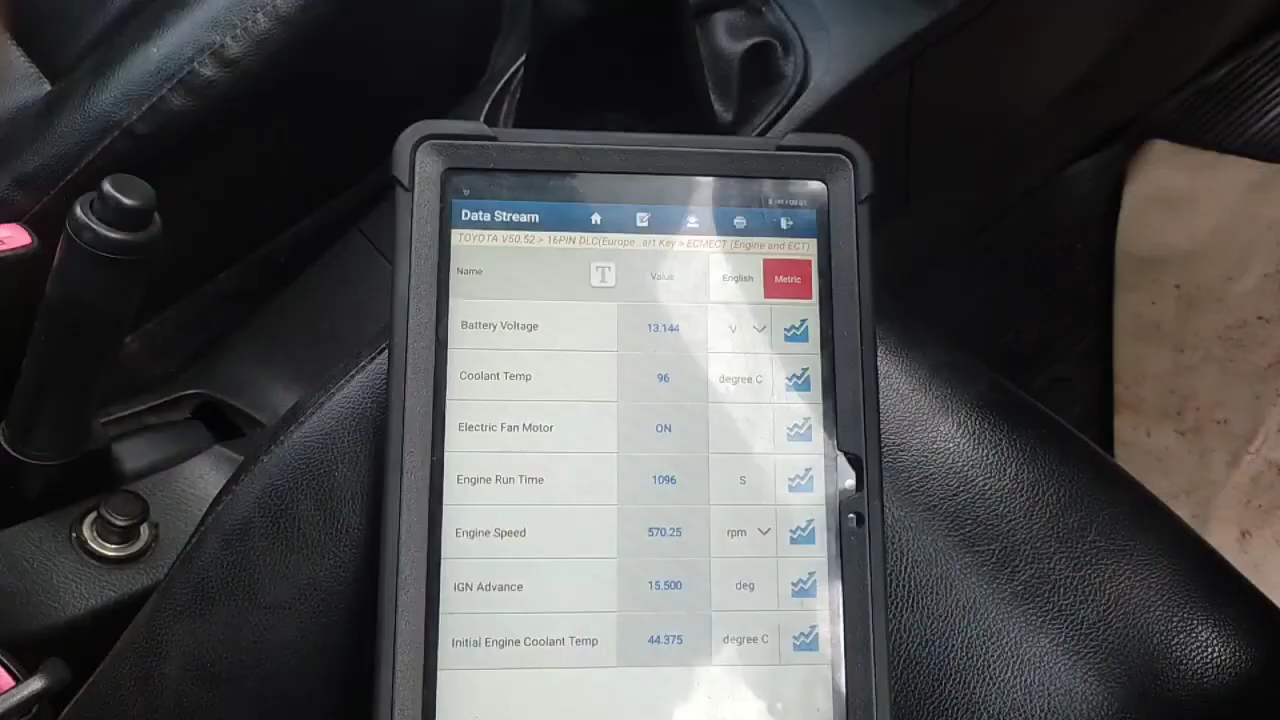 Data Stream
TOYOTA V50.52 > 16PIN DLC(Europe...art Key > ECMECT (Engine and ECT)
Name T Value English Metric
Battery Voltage 13.144 V
Coolant Temp 96 degree C
Electric Fan Motor ON
Engine Run Time 1096 S
Engine Speed 570.25 rpm
IGN Advance 15.500 deg
Initial Engine Coolant Temp 44.375 degree C